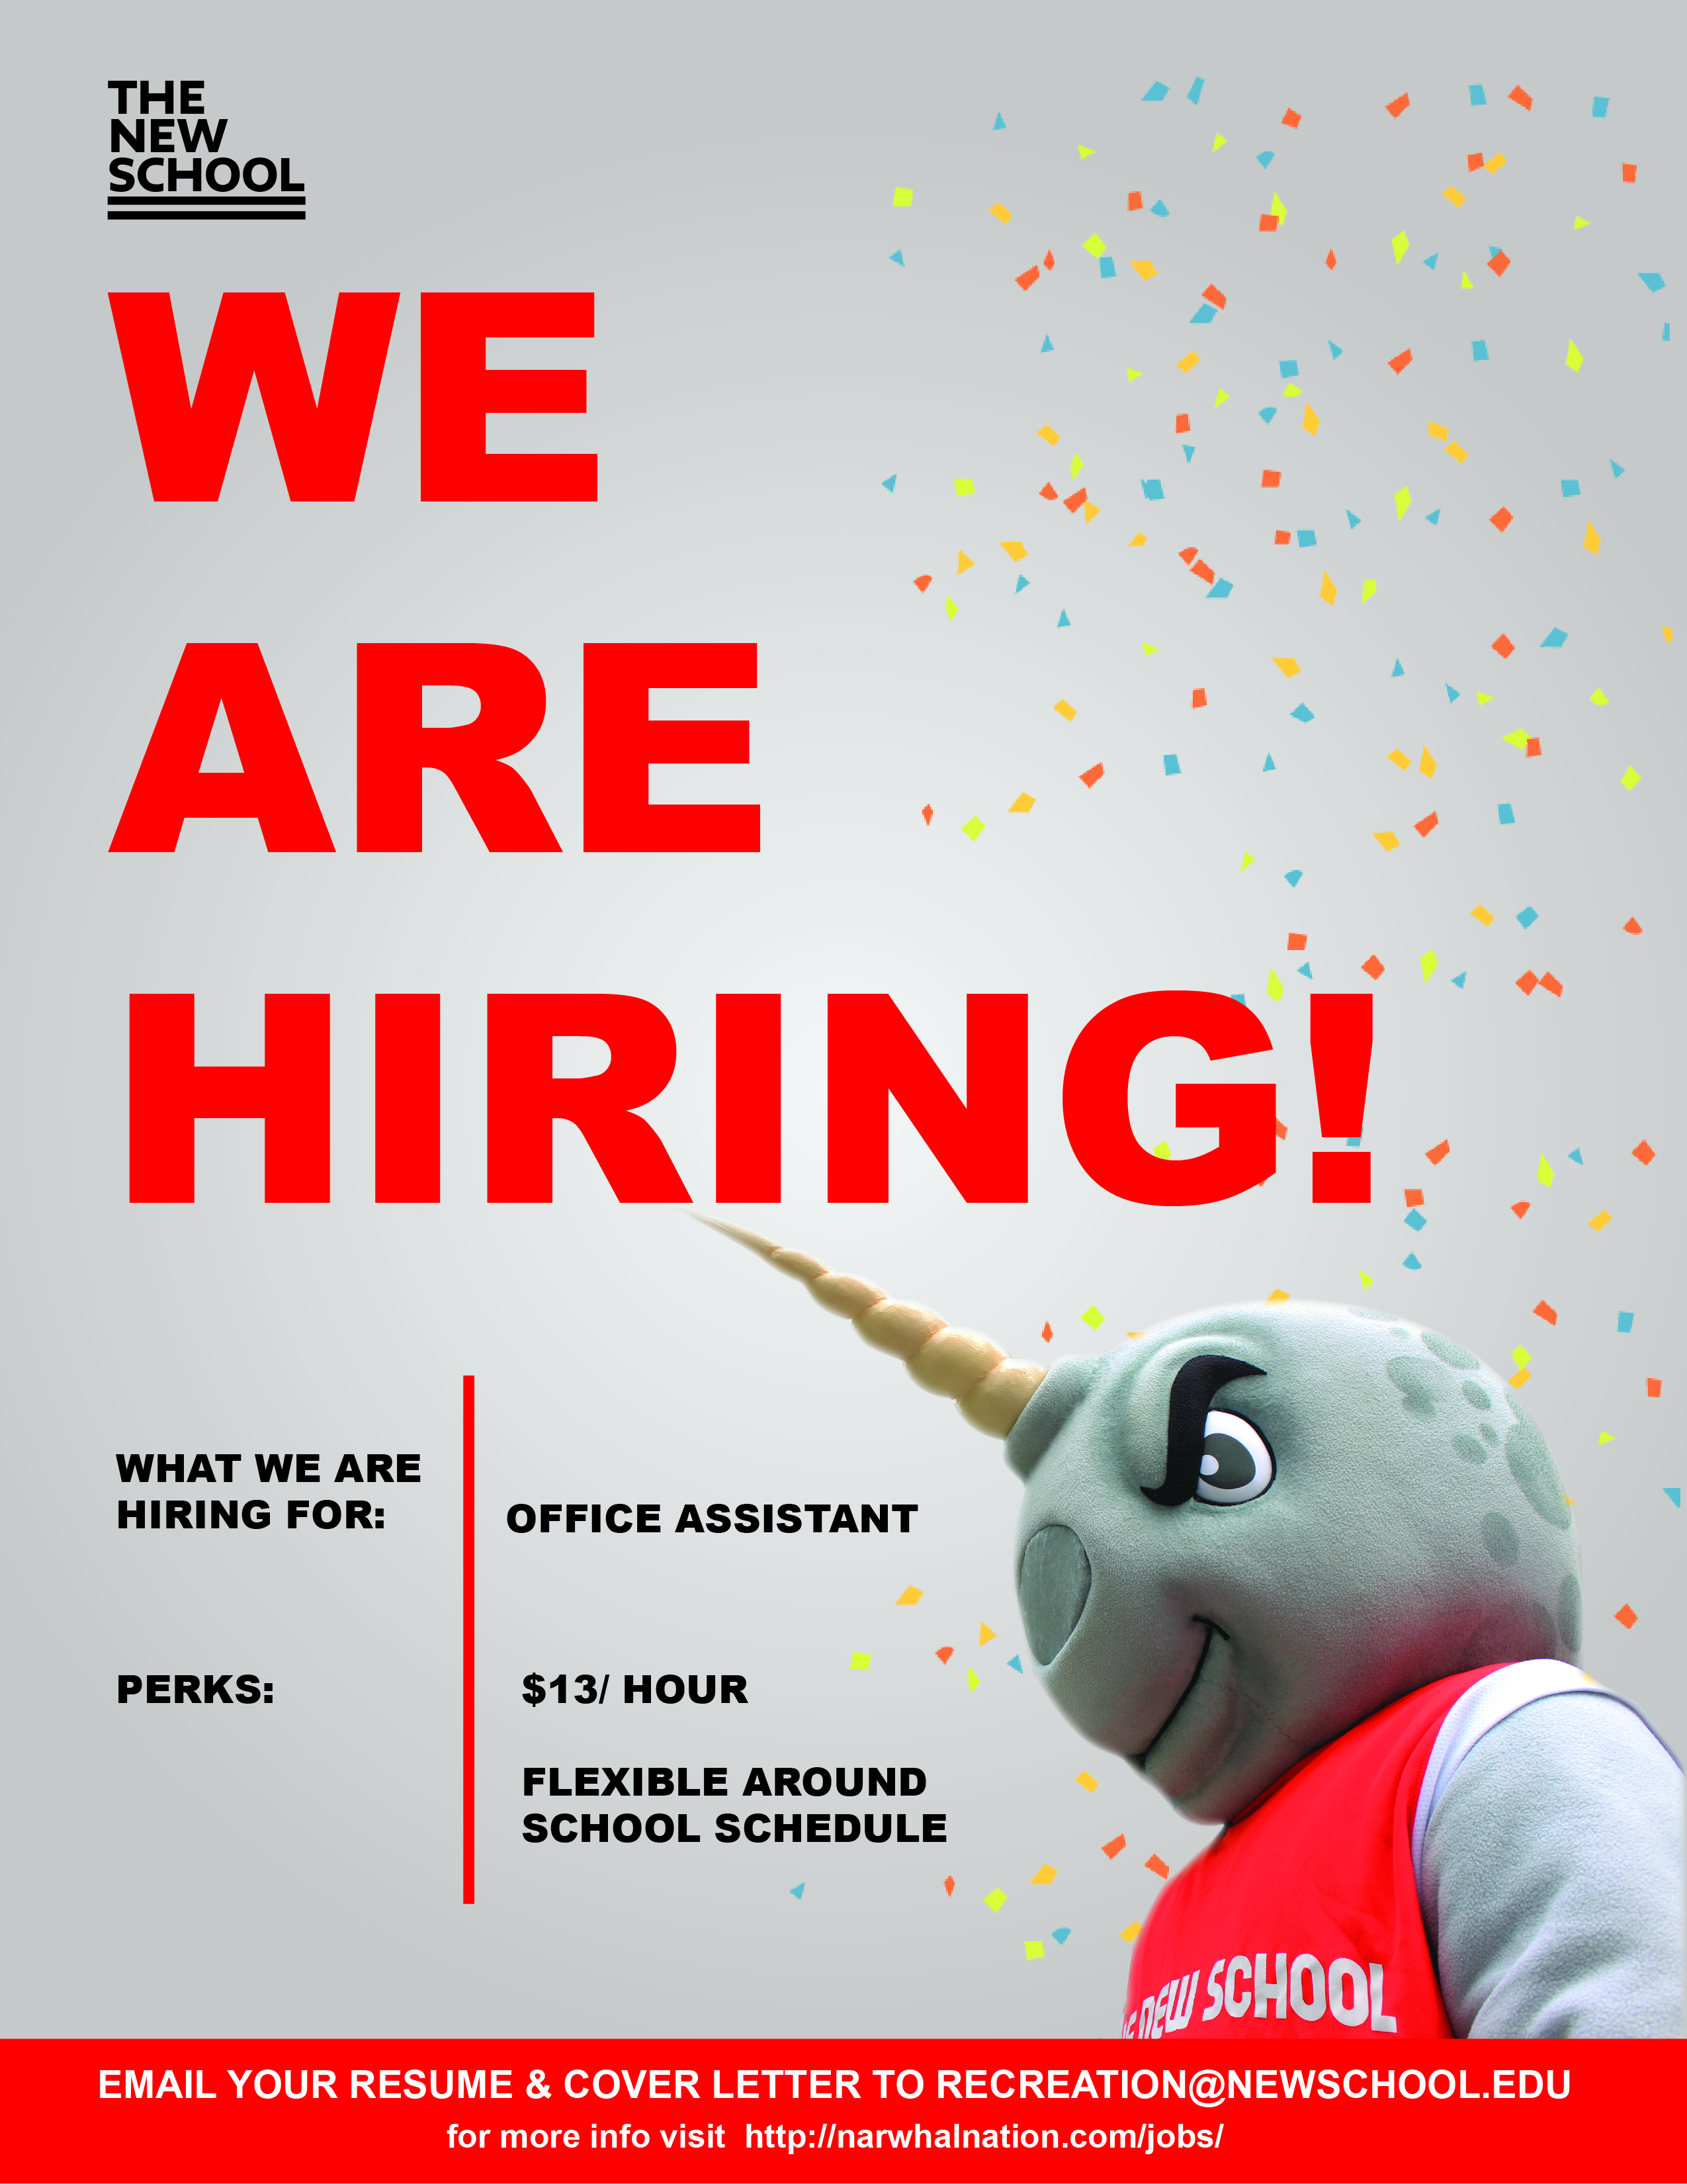 THE
NEW
SCHOOL
WE
ARE
HIRING!
WHAT WE ARE
HIRING FOR:
OFFICE ASSISTANT
PERKS:
$13/ HOUR
FLEXIBLE AROUND
SCHOOL SCHEDULE
NEW SCHOOL
EMAIL YOUR RESUME & COVER LETTER TO RECREATION@NEWSCHOOL.EDU
for more info visit  http://narwhalnation.com/jobs/